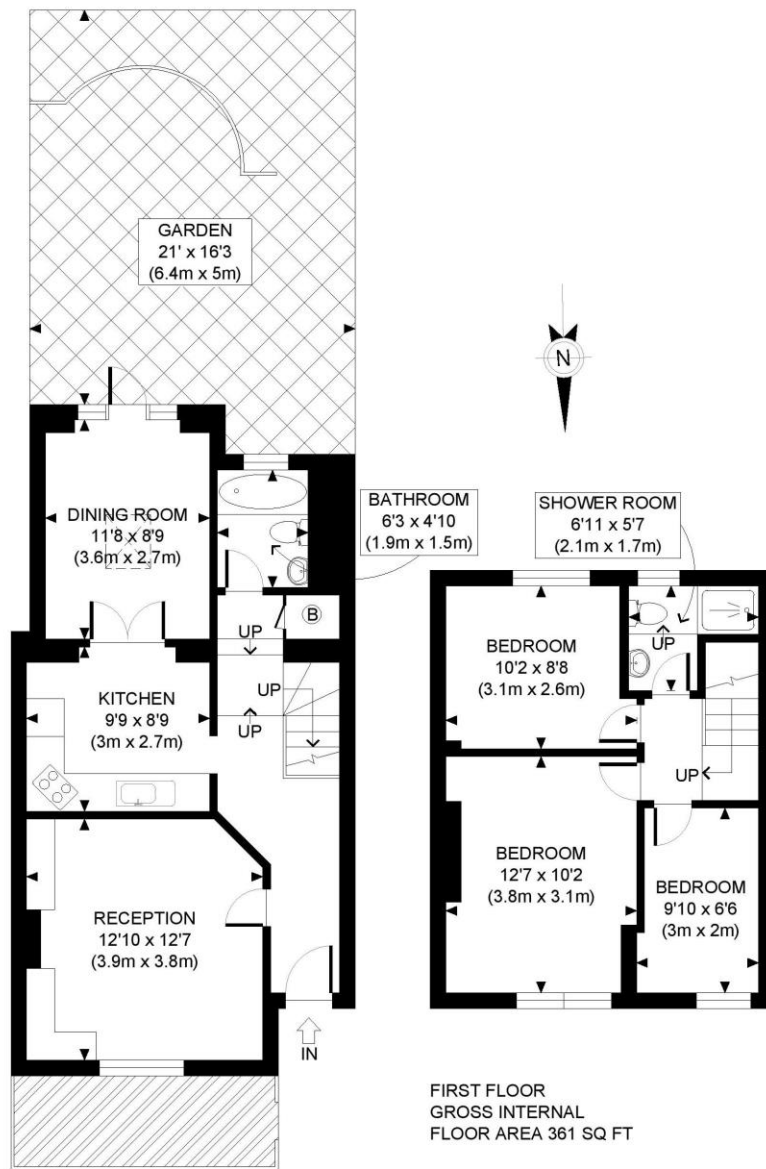 GARDEN
21' x 16'3
(6.4m x 5m)
N
DINING ROOM
11'8 x 8'9
(3.6m x 2.7m)
BATHROOM
6'3 x 4'10
(1.9m x 1.5m)
SHOWER ROOM
6'11 x 5'7
(2.1m x 1.7m)
B
UP
UP
UP
KITCHEN
9'9 x 8'9
(3m x 2.7m)
BEDROOM
10'2 x 8'8
(3.1m x 2.6m)
UP
UP
RECEPTION
12'10 x 12'7
(3.9m x 3.8m)
BEDROOM
12'7 x 10'2
(3.8m x 3.1m)
BEDROOM
9'10 x 6'6
(3m x 2m)
IN
FIRST FLOOR
GROSS INTERNAL
FLOOR AREA 361 SQ FT